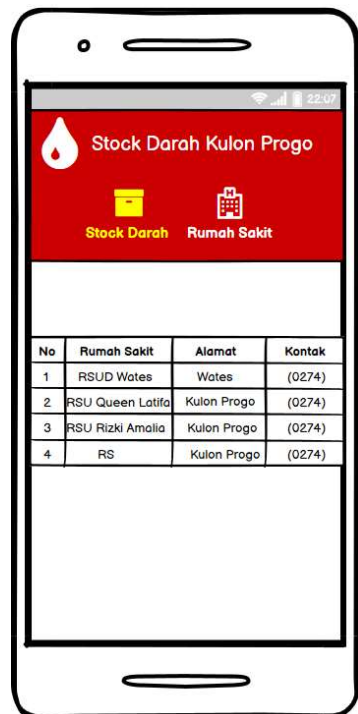 22:07
Stock Darah Kulon Progo
Stock Darah Rumah Sakit
No Rumah Sakit Alamat Kontak
1 RSUD Wates Wates (0274)
2 RSU Queen Latifa Kulon Progo (0274)
3 RSU Rizki Amalia Kulon Progo (0274)
4 RS Kulon Progo (0274)